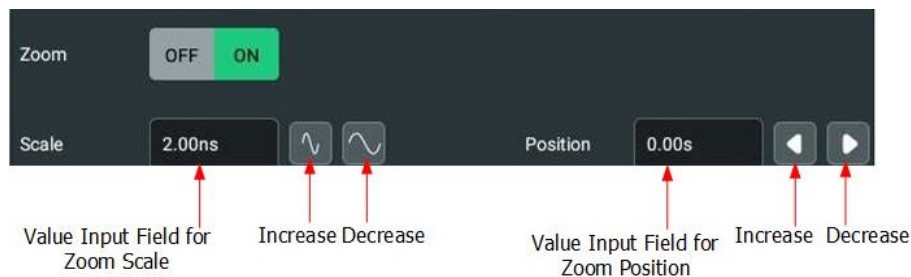 Zoom OFF ON
Scale 2.00ns Position 0.00s
Value Input Field for
Zoom Scale
Increase Decrease
Value Input Field for
Zoom Position
Increase Decrease